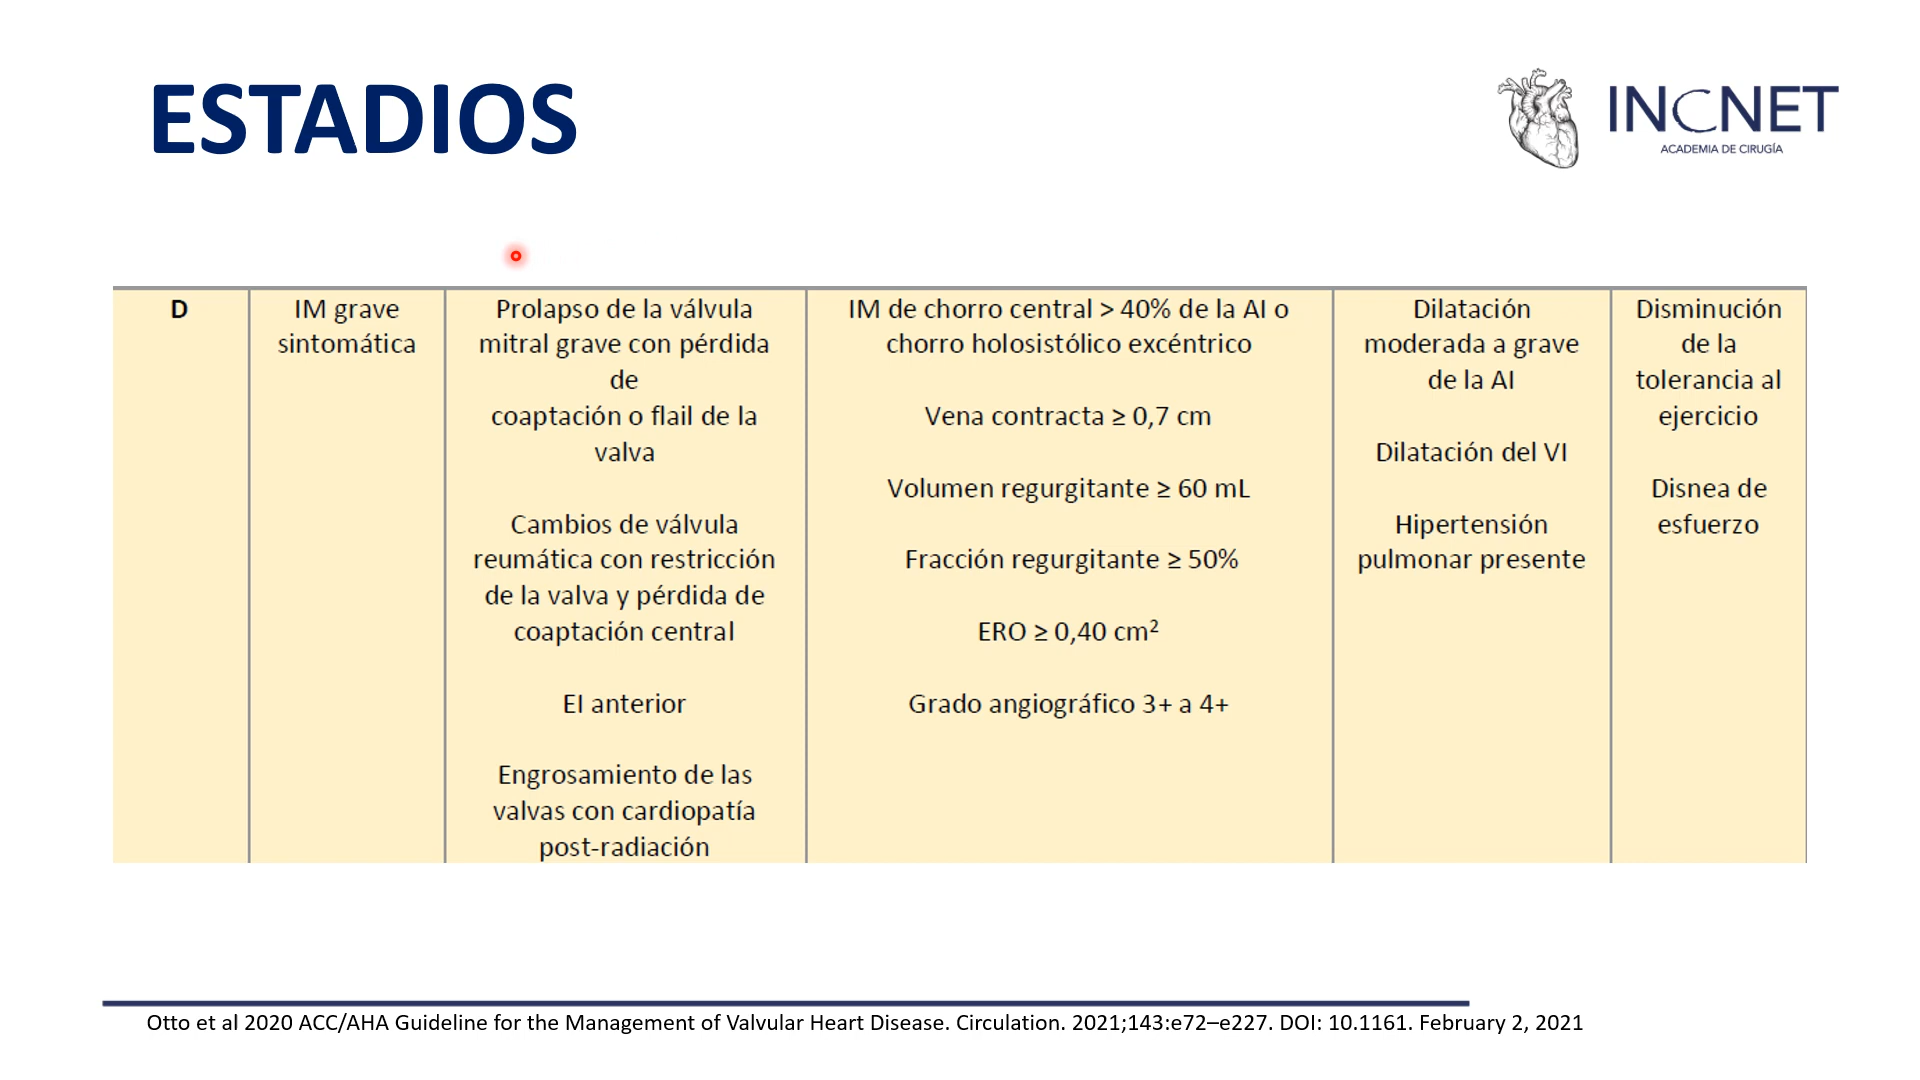 ESTADIOS
INCNET
ACADEMIA DE CIRUGÍA
D
IM grave
sintomática
Prolapso de la válvula
mitral grave con pérdida
de
coaptación o flail de la
valva
Cambios de válvula
reumática con restricción
de la valva y pérdida de
coaptación central
EI anterior
Engrosamiento de las
valvas con cardiopatía
post-radiación
IM de chorro central > 40% de la AI o
chorro holosistólico excéntrico
Vena contracta ≥ 0,7 cm
Volumen regurgitante ≥ 60 mL
Fracción regurgitante ≥ 50%
ERO ≥ 0,40 cm²
Grado angiográfico 3+ a 4+
Dilatación
moderada a grave
de la AI
Dilatación del VI
Hipertensión
pulmonar presente
Disminución
de la
tolerancia al
ejercicio
Disnea de
esfuerzo
Otto et al 2020 ACC/AHA Guideline for the Management of Valvular Heart Disease. Circulation. 2021;143:e72–e227. DOI: 10.1161. February 2, 2021